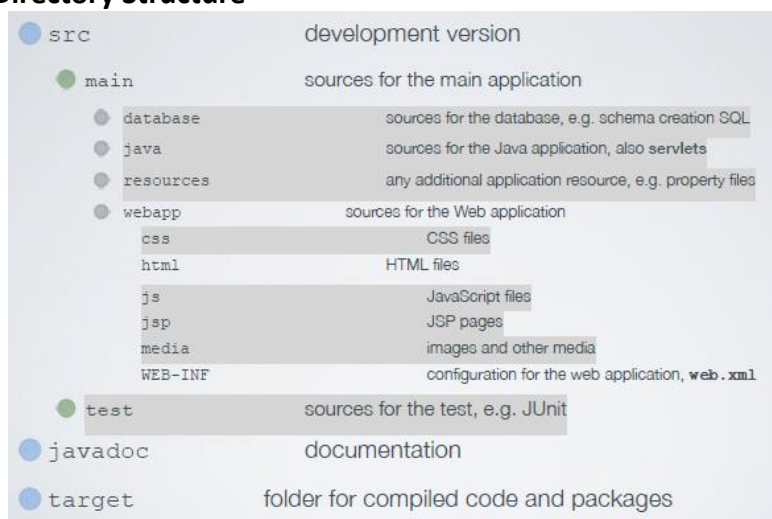 Directory Structure
src development version
main sources for the main application
database sources for the database, e.g. schema creation SQL
java sources for the Java application, also servlets
resources any additional application resource, e.g. property files
webapp sources for the Web application
css CSS files
html HTML files
js JavaScript files
jsp JSP pages
media images and other media
WEB-INF configuration for the web application, web.xml
test sources for the test, e.g. JUnit
javadoc documentation
target folder for compiled code and packages